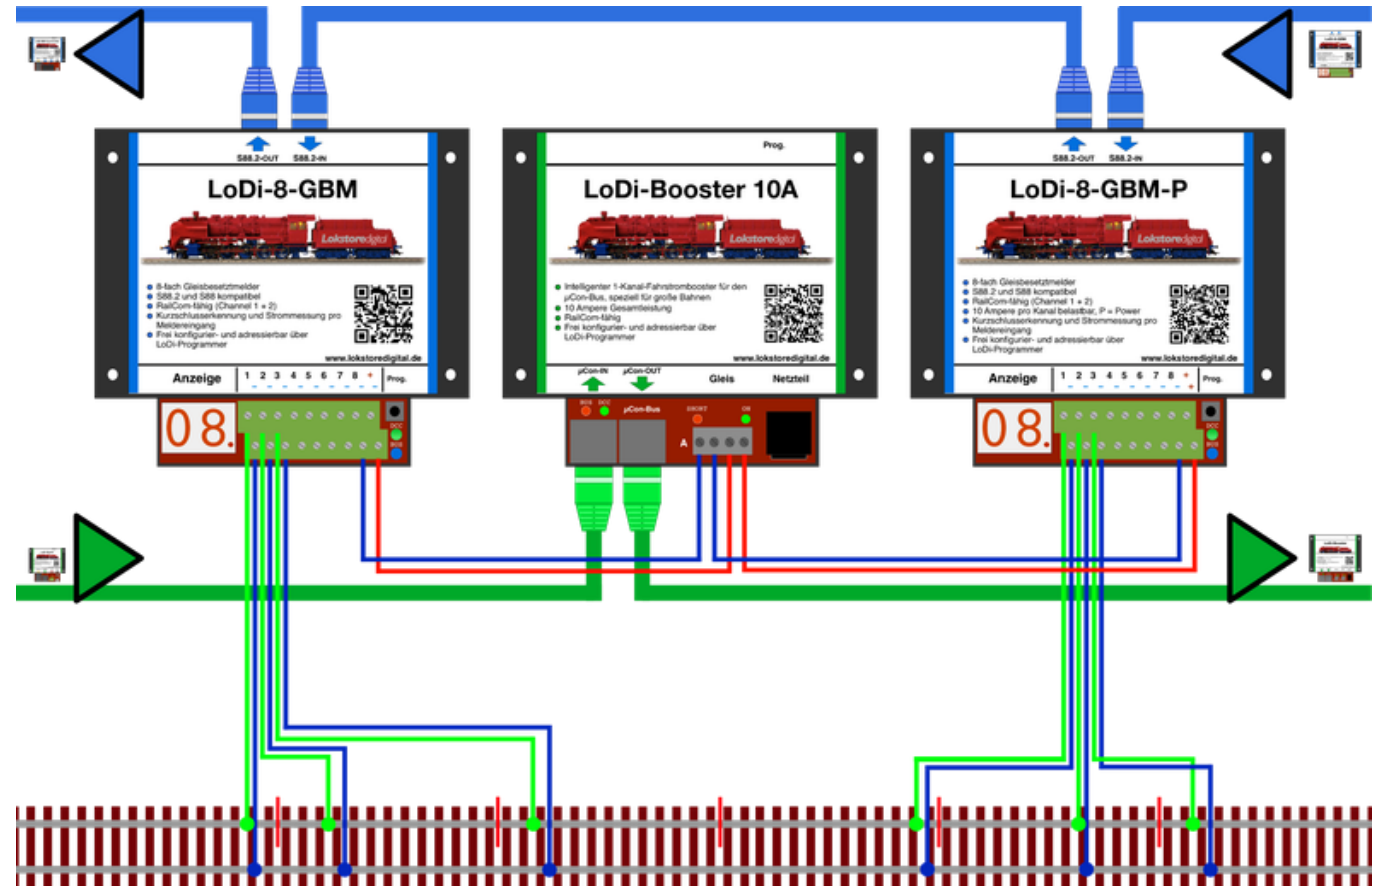 S88.2-OUT S88.2-IN
LoDi-8-GBM
Lokstoredigital
8-fach Gleisbesetztmelder
S88.2 und S88 kompatibel
RailCom-fähig (Channel 1 + 2)
Kurzschlusserkennung und Strommessung pro
Meldereingang
Frei konfigurier- und adressierbar über
LoDi-Programmer
www.lokstoredigital.de
Anzeige 1 2 3 4 5 6 7 8 + Prog.
08.
DCC
BUS
Prog.
LoDi-Booster 10A
Lokstoredigital
Intelligenter 1-Kanal-Fahrstrombooster für den
µCon-Bus, speziell für große Bahnen
10 Ampere Gesamtleistung
RailCom-fähig
Frei konfigurier- und adressierbar über
LoDi-Programmer
www.lokstoredigital.de
µCon-IN µCon-OUT Gleis Netzteil
BUS DCC µCon-Bus SHORT ON
A
S88.2-OUT S88.2-IN
LoDi-8-GBM-P
Lokstoredigital
8-fach Gleisbesetztmelder
S88.2 und S88 kompatibel
RailCom-fähig (Channel 1 + 2)
10 Ampere pro Kanal belastbar, P = Power
Kurzschlusserkennung und Strommessung pro
Meldereingang
Frei konfigurier- und adressierbar über
LoDi-Programmer
www.lokstoredigital.de
Anzeige 1 2 3 4 5 6 7 8 + + Prog.
08.
DCC
BUS
LoDi-8-GBM
LoDi-Booster